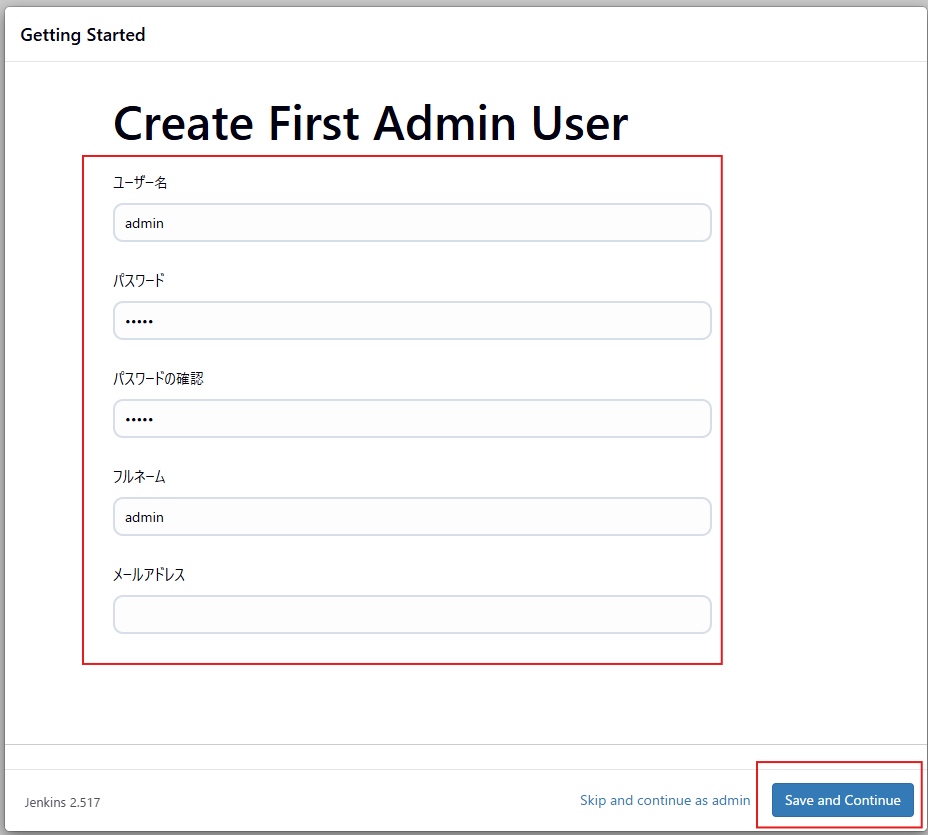 Getting Started
Create First Admin User
ユーザー名
admin
パスワード
•••••
パスワードの確認
•••••
フルネーム
admin
メールアドレス
Jenkins 2.517
Skip and continue as admin
Save and Continue